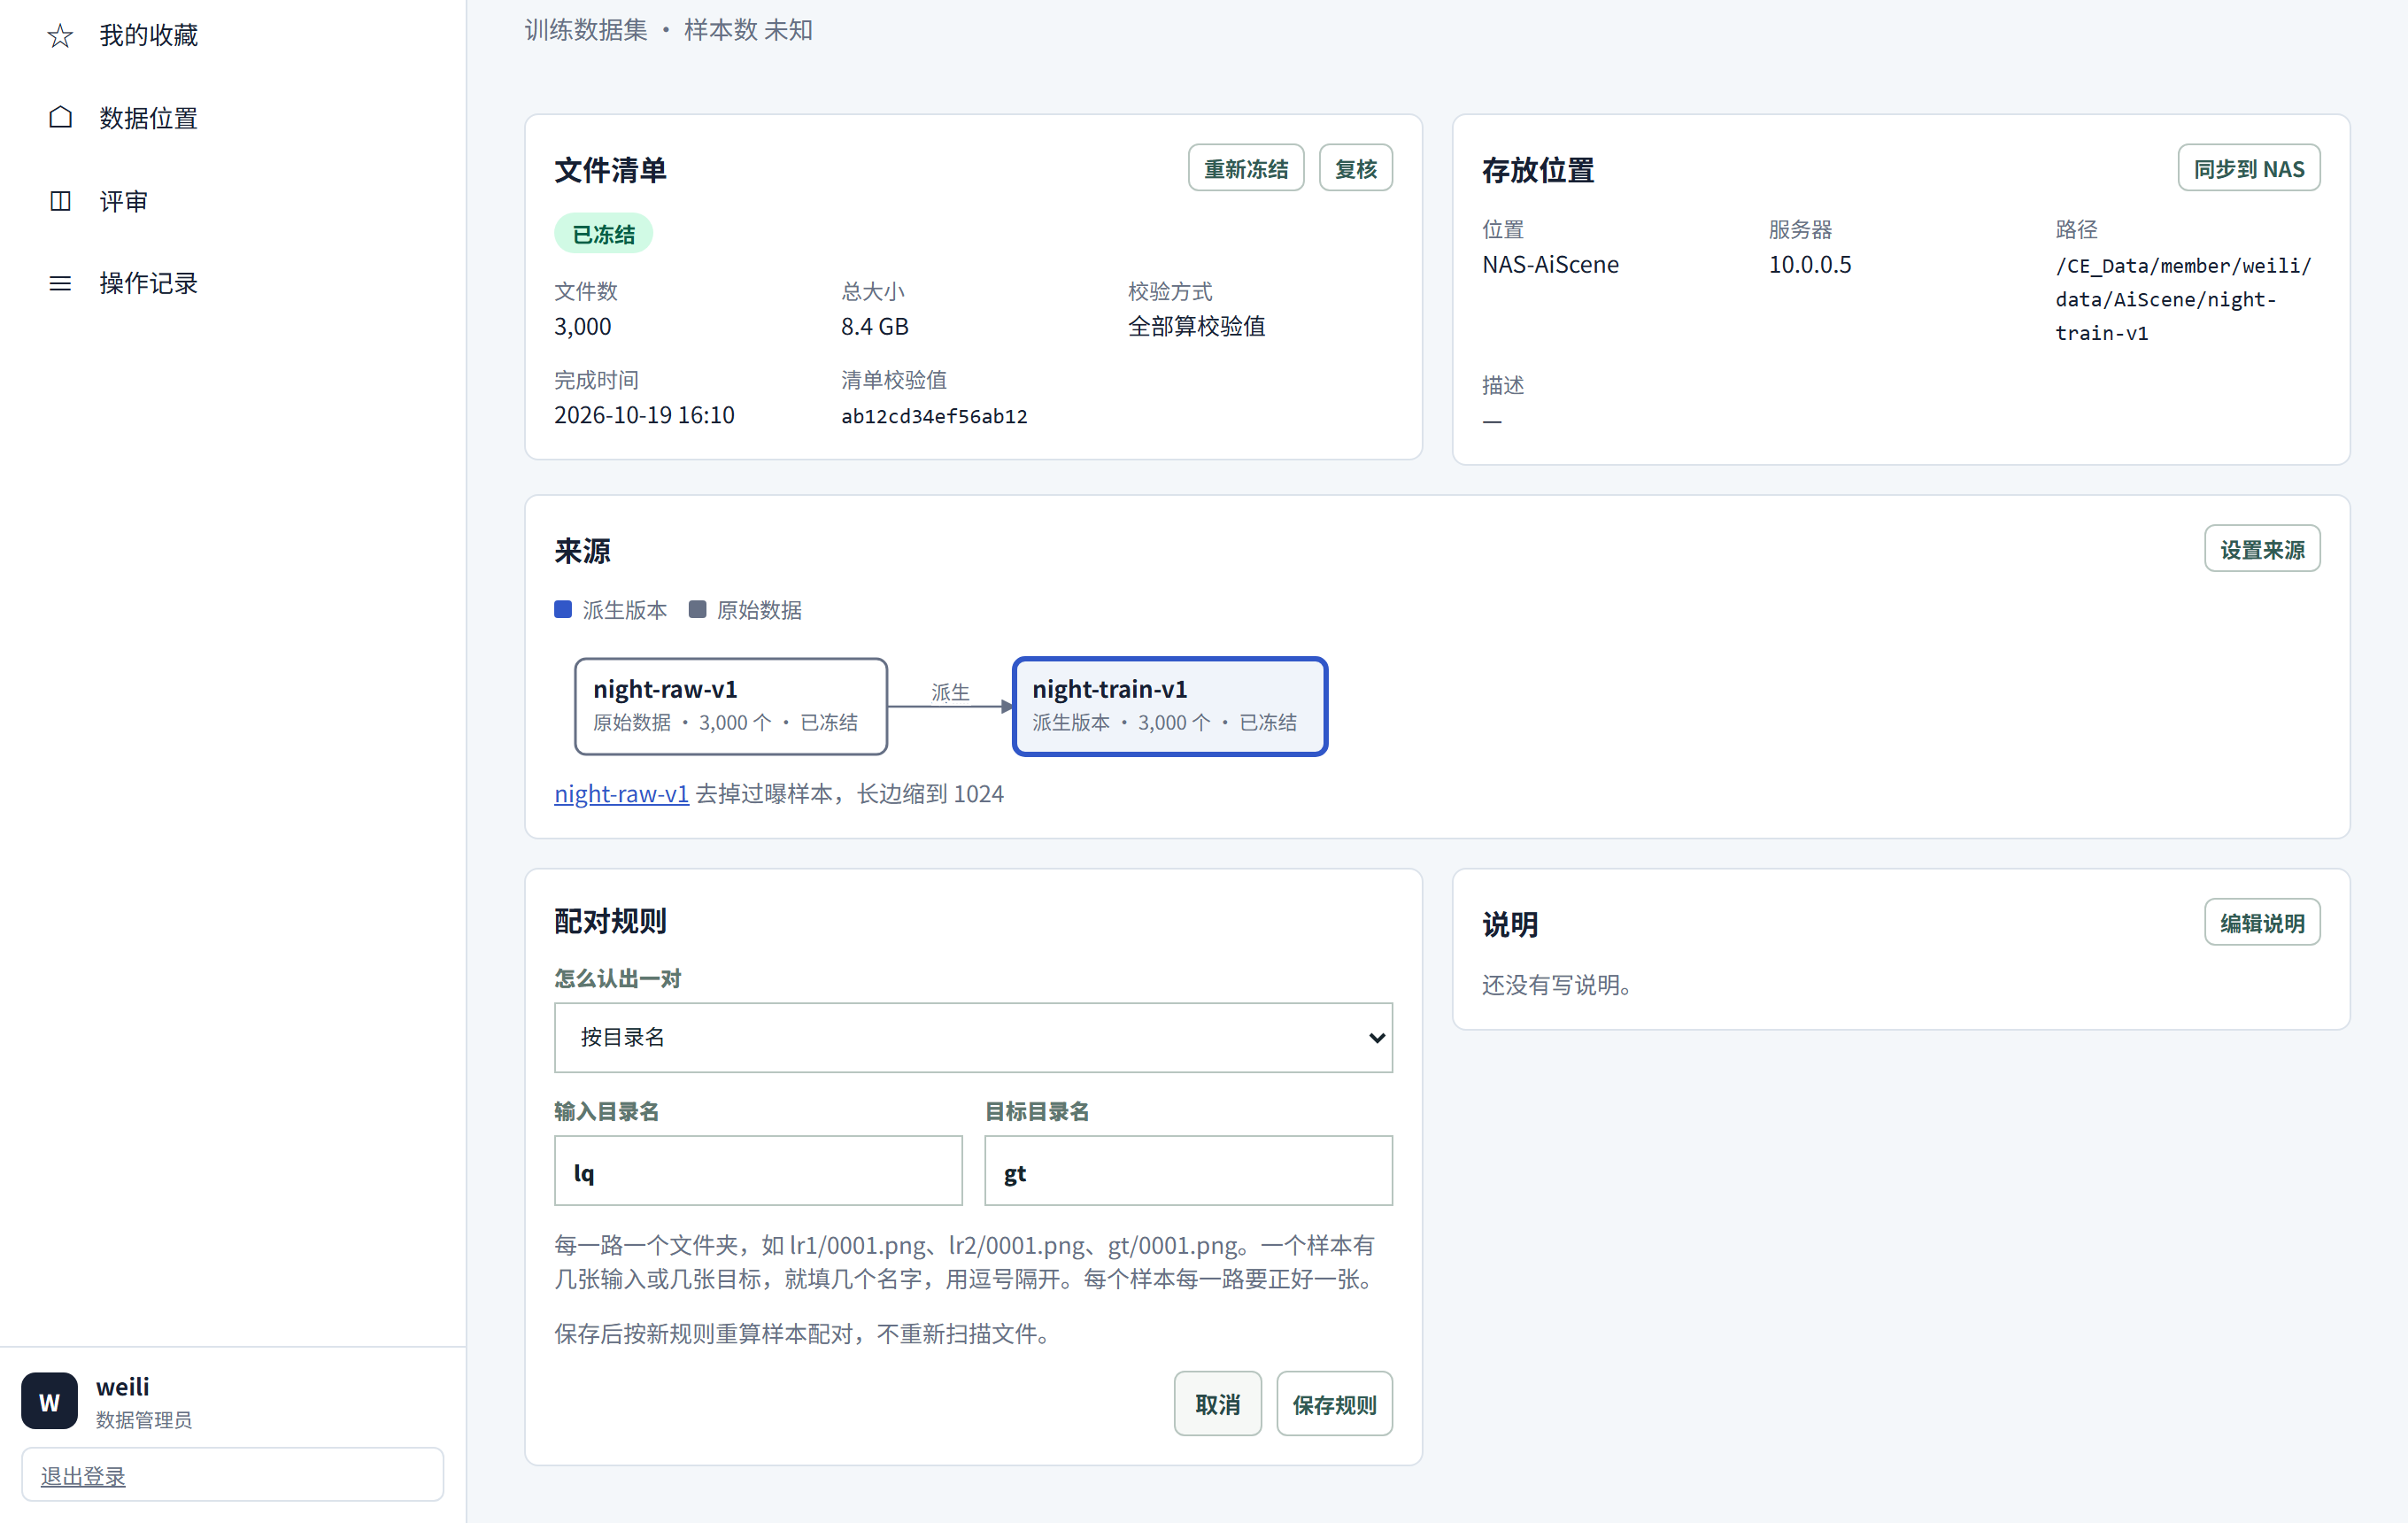 我的收藏
数据位置
评审
操作记录
weili
W
数据管理员
退出登录
训练数据集 · 样本数 未知
文件清单
重新冻结
复核
已冻结
文件数
总大小
校验方式
3,000
8.4 GB
全部算校验值
完成时间
清单校验值
2026-10-19 16:10
ab12cd34ef56ab12
存放位置
同步到 NAS
位置
服务器
路径
NAS-AiScene
10.0.0.5
/CE_Data/member/weili/
data/AiScene/night-
train-v1
描述
—
来源
设置来源
派生版本
原始数据
night-raw-v1
原始数据 · 3,000 个 · 已冻结
派生
night-train-v1
派生版本 · 3,000 个 · 已冻结
night-raw-v1 去掉过曝样本，长边缩到 1024
配对规则
怎么认出一对
按目录名
输入目录名
目标目录名
lq
gt
每一路一个文件夹，如 lr1/0001.png、lr2/0001.png、gt/0001.png。一个样本有
几张输入或几张目标，就填几个名字，用逗号隔开。每个样本每一路要正好一张。
保存后按新规则重算样本配对，不重新扫描文件。
取消
保存规则
说明
编辑说明
还没有写说明。